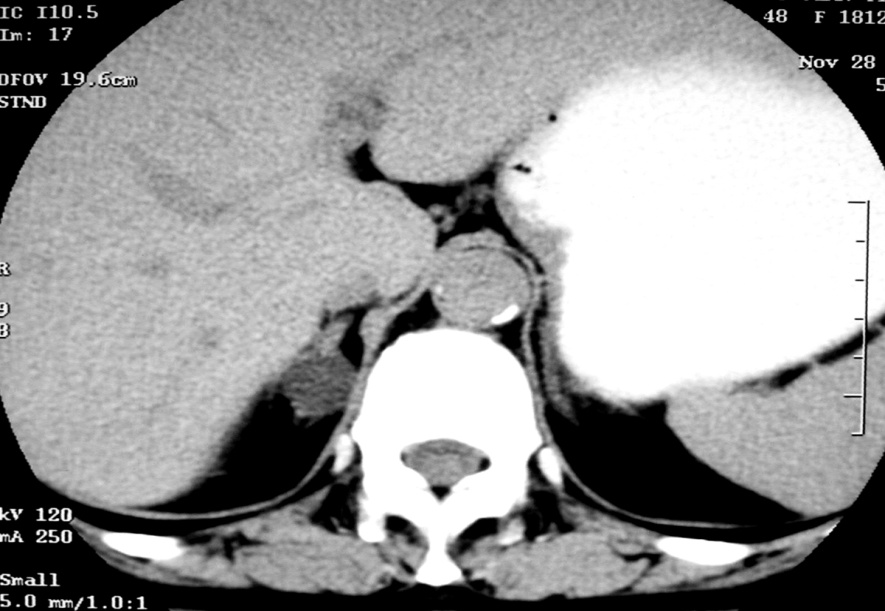 IC I10.5
Im: 17
DFOV 19.6cm
STND
48 F 1812
Nov 28
5
R
9
8
kV 120
mA 250
Small
5.0 mm/1.0:1